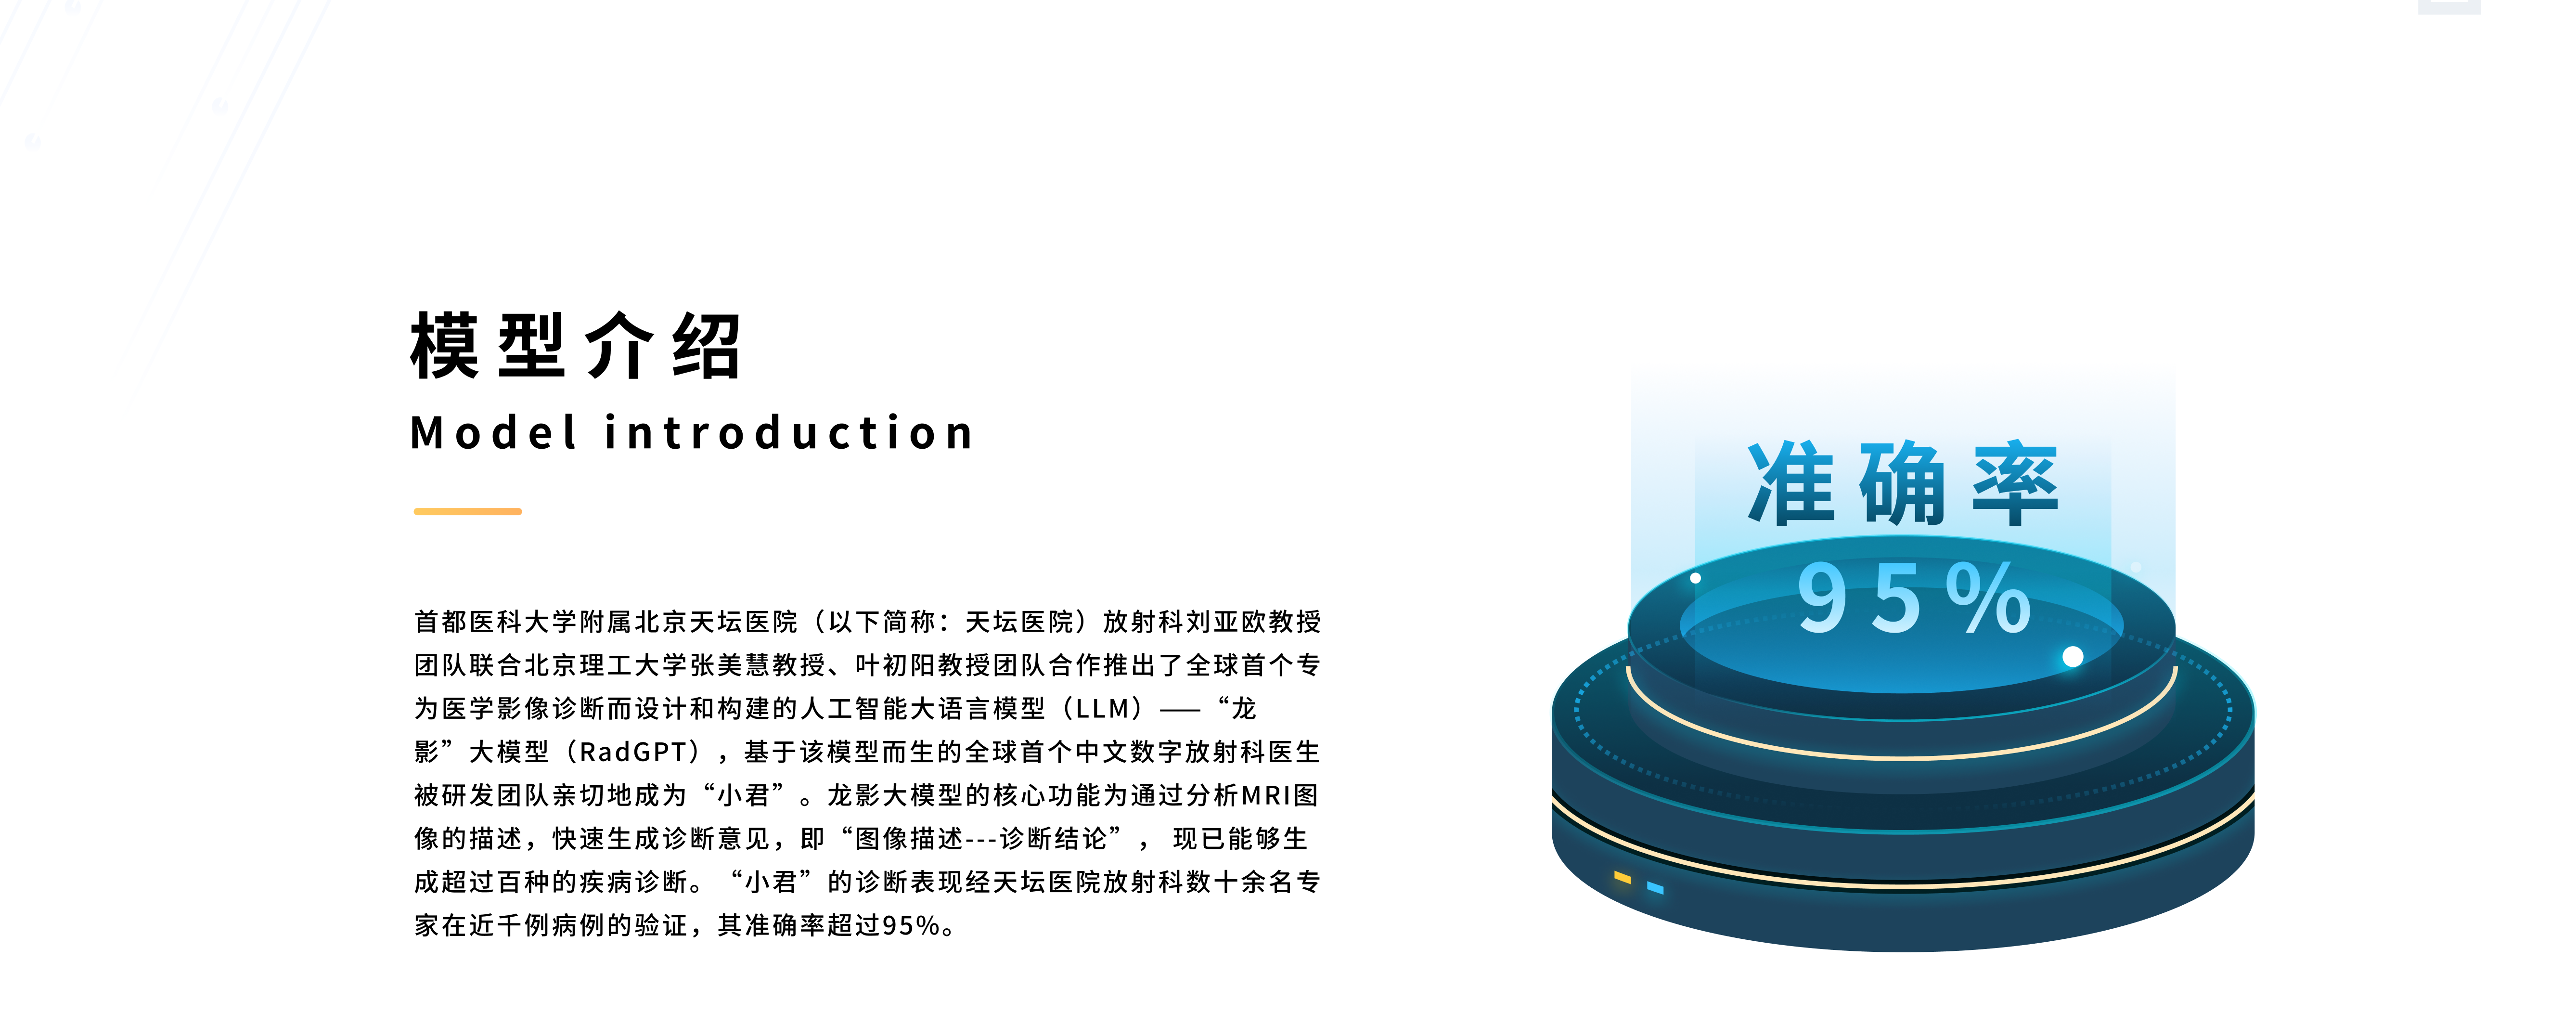 模型介绍
Model introduction
首都医科大学附属北京天坛医院（以下简称：天坛医院）放射科刘亚欧教授
团队联合北京理工大学张美慧教授、叶初阳教授团队合作推出了全球首个专
为医学影像诊断而设计和构建的人工智能大语言模型（LLM）——“龙
影”大模型（RadGPT），基于该模型而生的全球首个中文数字放射科医生
被研发团队亲切地成为“小君”。龙影大模型的核心功能为通过分析MRI图
像的描述，快速生成诊断意见，即“图像描述---诊断结论”， 现已能够生
成超过百种的疾病诊断。“小君”的诊断表现经天坛医院放射科数十余名专
家在近千例病例的验证，其准确率超过95%。
准确率
95%